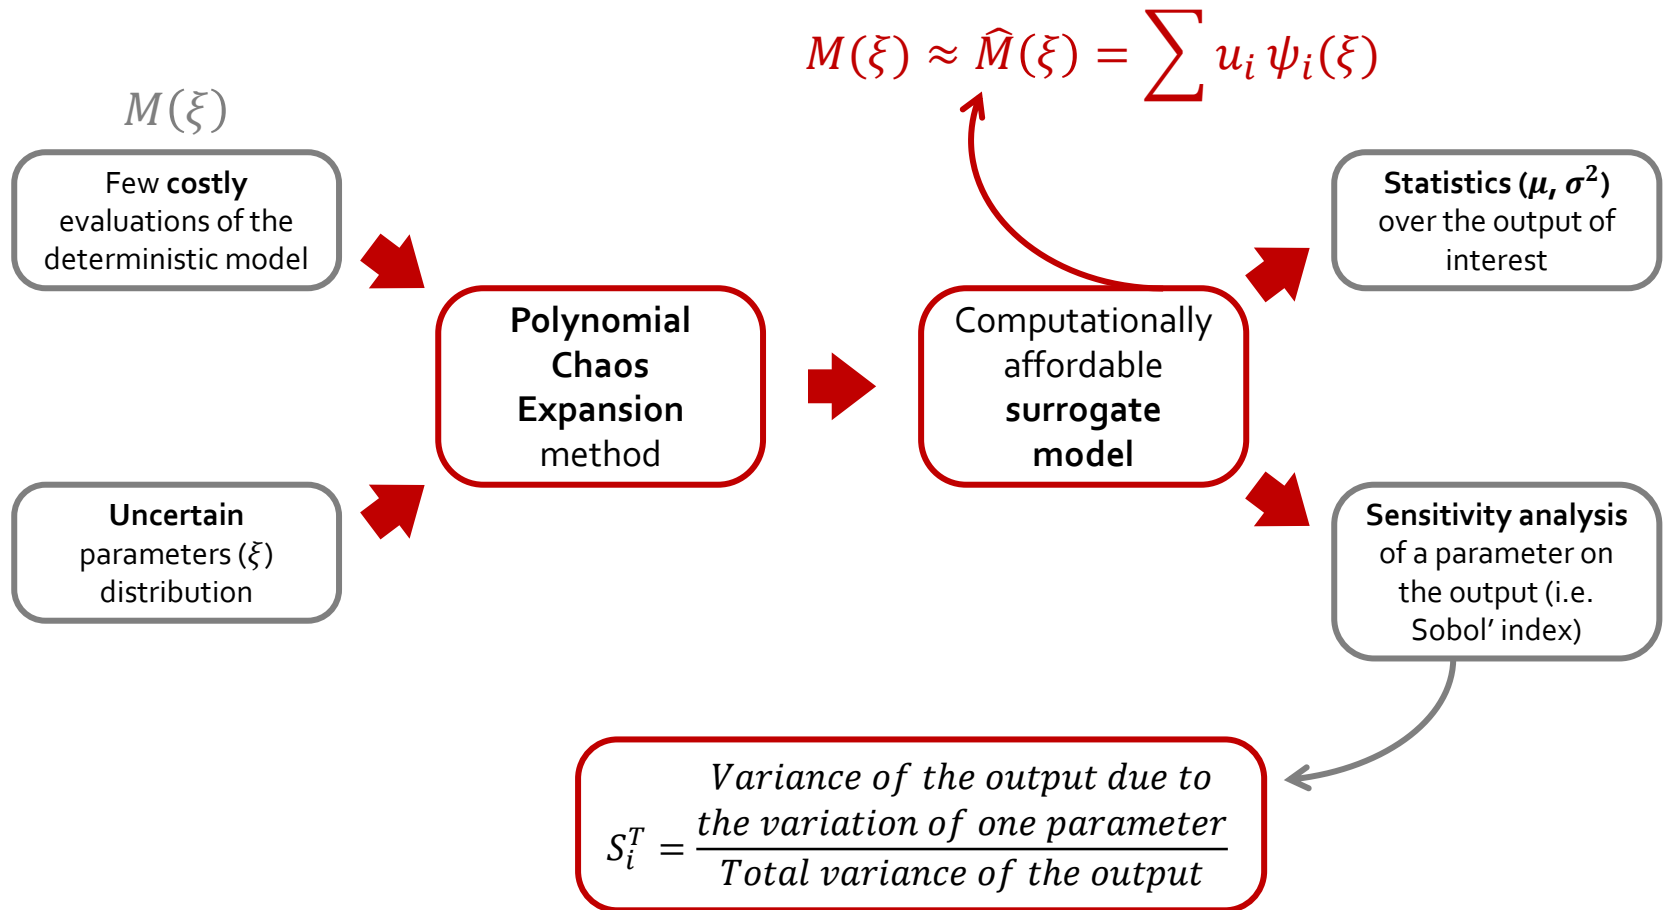 M(ξ) ≈ M̂(ξ) = ∑ uᵢ ψᵢ(ξ)
M(ξ)
Few costly
evaluations of the
deterministic model
Uncertain
parameters (ξ)
distribution
Polynomial
Chaos
Expansion
method
Computationally
affordable
surrogate
model
Statistics (μ, σ²)
over the output of
interest
Sensitivity analysis
of a parameter on
the output (i.e.
Sobol’ index)
Variance of the output due to
the variation of one parameter
Sᵢᵀ =
Total variance of the output